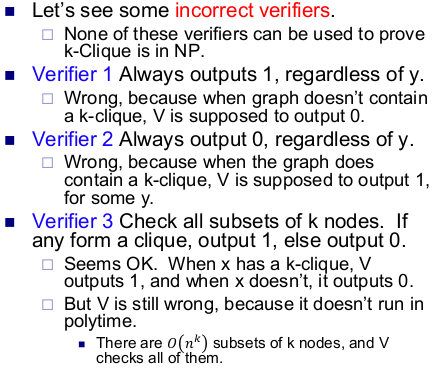 Let's see some incorrect verifiers.
None of these verifiers can be used to prove
k-Clique is in NP.
Verifier 1 Always outputs 1, regardless of y.
Wrong, because when graph doesn't contain
a k-clique, V is supposed to output 0.
Verifier 2 Always output 0, regardless of y.
Wrong, because when the graph does
contain a k-clique, V is supposed to output 1,
for some y.
Verifier 3 Check all subsets of k nodes. If
any form a clique, output 1, else output 0.
Seems OK. When x has a k-clique, V
outputs 1, and when x doesn't, it outputs 0.
But V is still wrong, because it doesn't run in
polytime.
There are 𝑂(𝑛ᵏ) subsets of k nodes, and V
checks all of them.